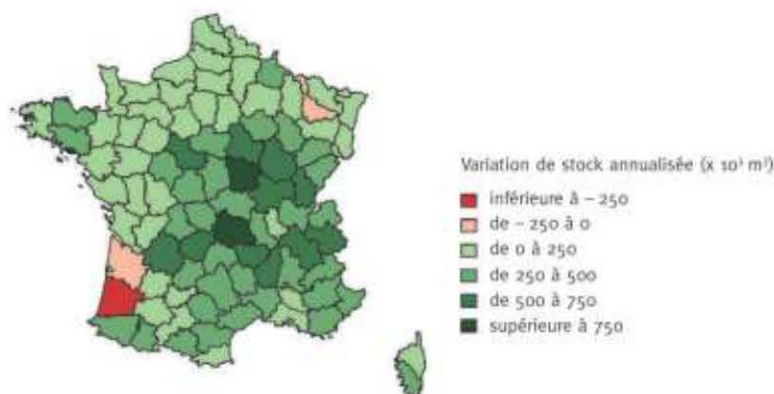 Variation de stock annualisée (x 10³ m³)
inférieure à – 250
de – 250 à 0
de 0 à 250
de 250 à 500
de 500 à 750
supérieure à 750